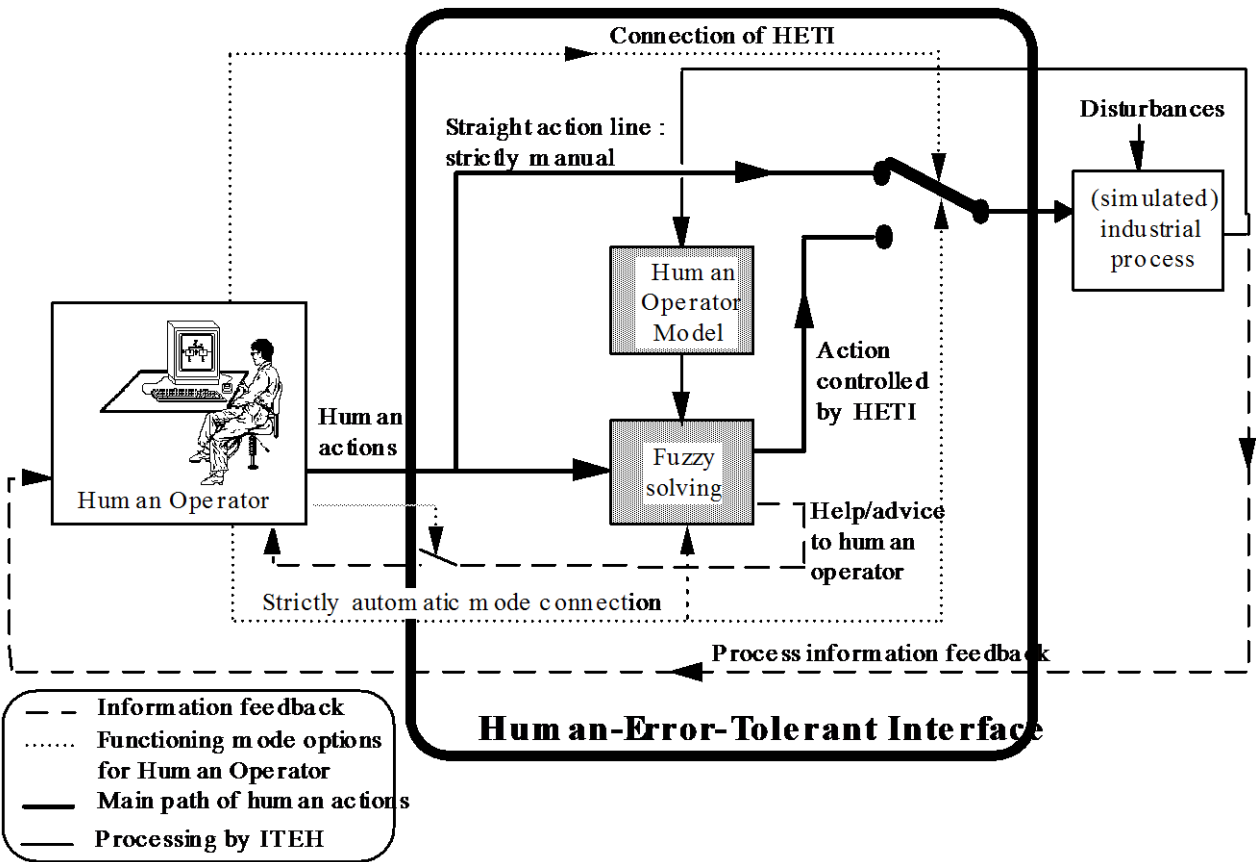 Connection of HETI
Straight action line :
strictly manual
Disturbances
(simulated)
industrial
process
Human
Operator
Model
Action
controlled
by HETI
Human
actions
Fuzzy
solving
Human Operator
Help/advice
to human
operator
Strictly automatic mode connection
Process information feedback
Human-Error-Tolerant Interface
Information feedback
Functioning mode options
for Human Operator
Main path of human actions
Processing by ITEH